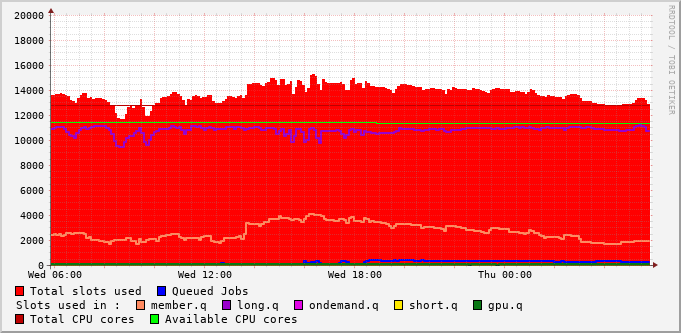 20000
18000
16000
14000
12000
10000
8000
6000
4000
2000
0
Wed 06:00 Wed 12:00 Wed 18:00 Thu 00:00
Total slots used Queued Jobs
Slots used in : member.q long.q ondemand.q short.q gpu.q
Total CPU cores Available CPU cores
RRDTOOL / TOBI OETIKER